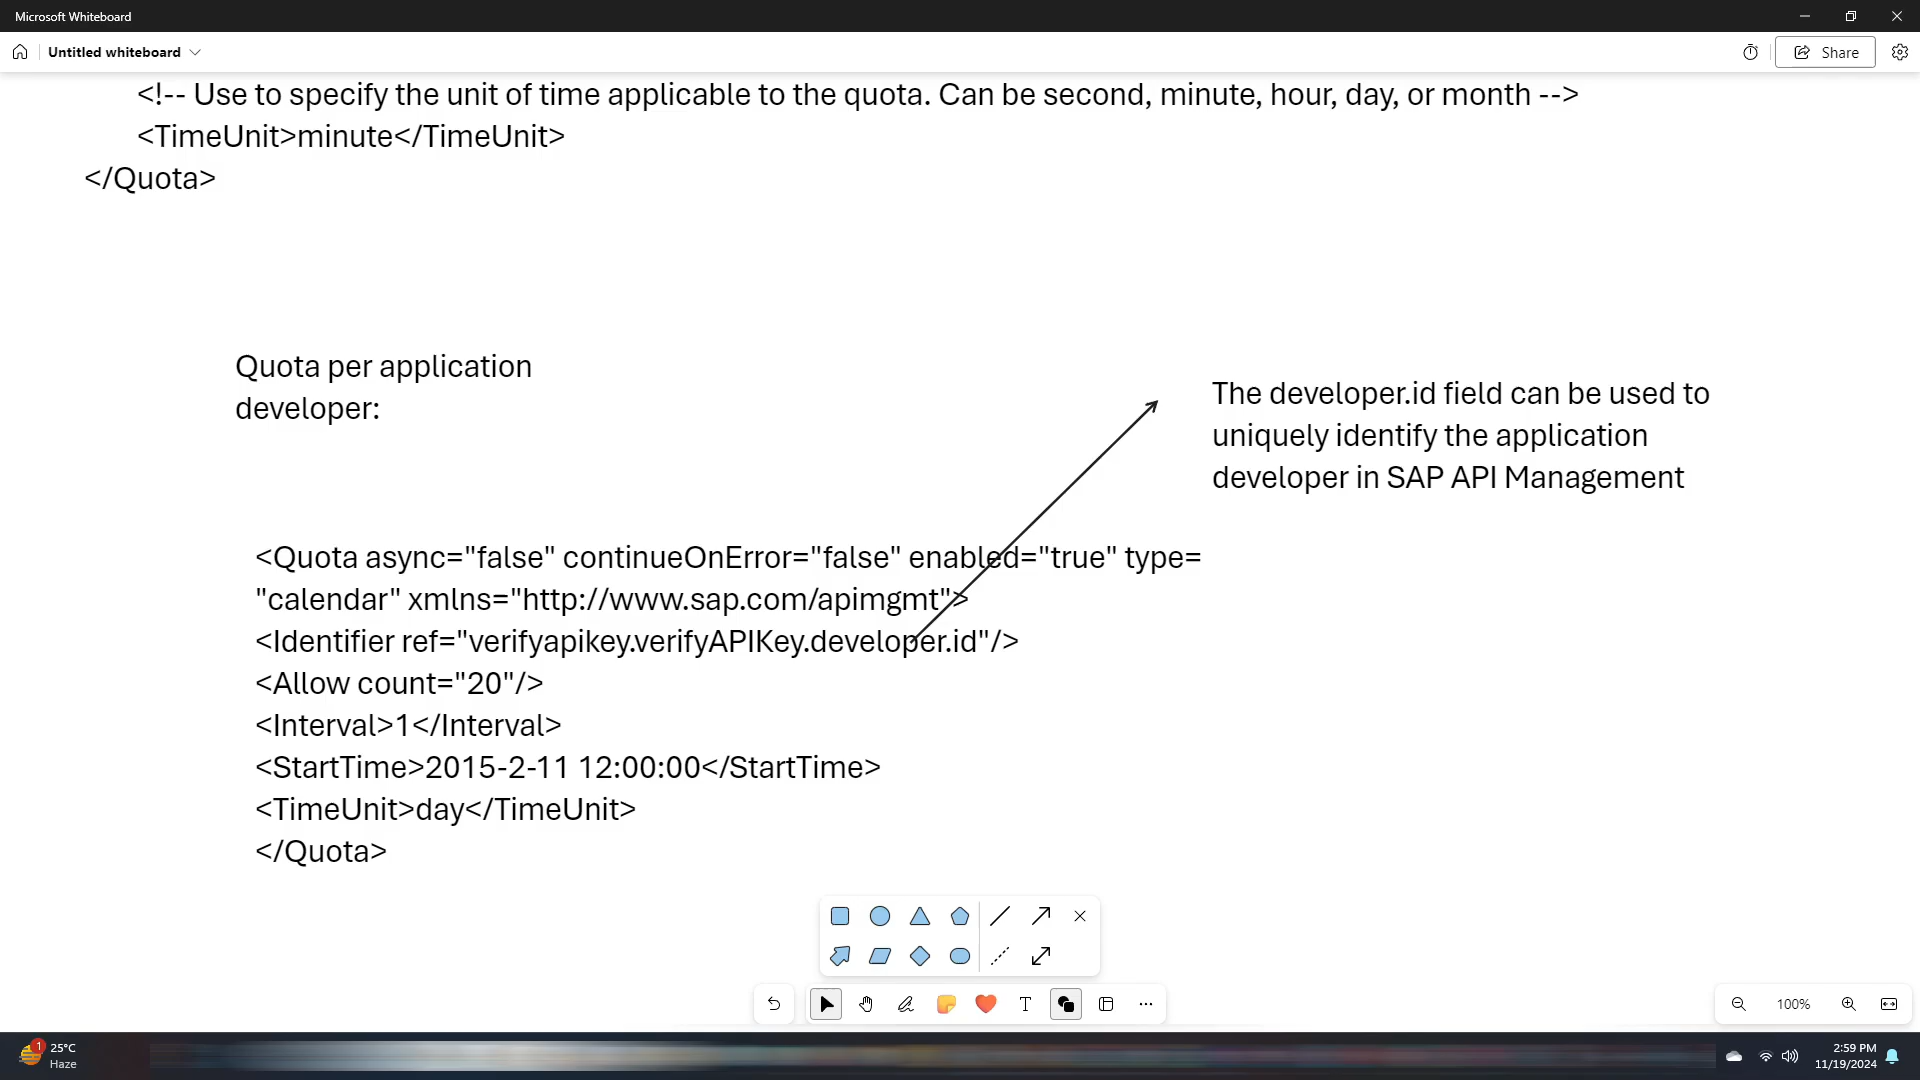 Microsoft Whiteboard
Untitled whiteboard
Share
<!-- Use to specify the unit of time applicable to the quota. Can be second, minute, hour, day, or month -->
<TimeUnit>minute</TimeUnit>
</Quota>
Quota per application
developer:
The developer.id field can be used to
uniquely identify the application
developer in SAP API Management
<Quota async="false" continueOnError="false" enabled="true" type=
"calendar" xmlns="http://www.sap.com/apimgmt">
<Identifier ref="verifyapikey.verifyAPIKey.developer.id"/>
<Allow count="20"/>
<Interval>1</Interval>
<StartTime>2015-2-11 12:00:00</StartTime>
<TimeUnit>day</TimeUnit>
</Quota>
T
100%
1
25°C
Haze
2:59 PM
11/19/2024